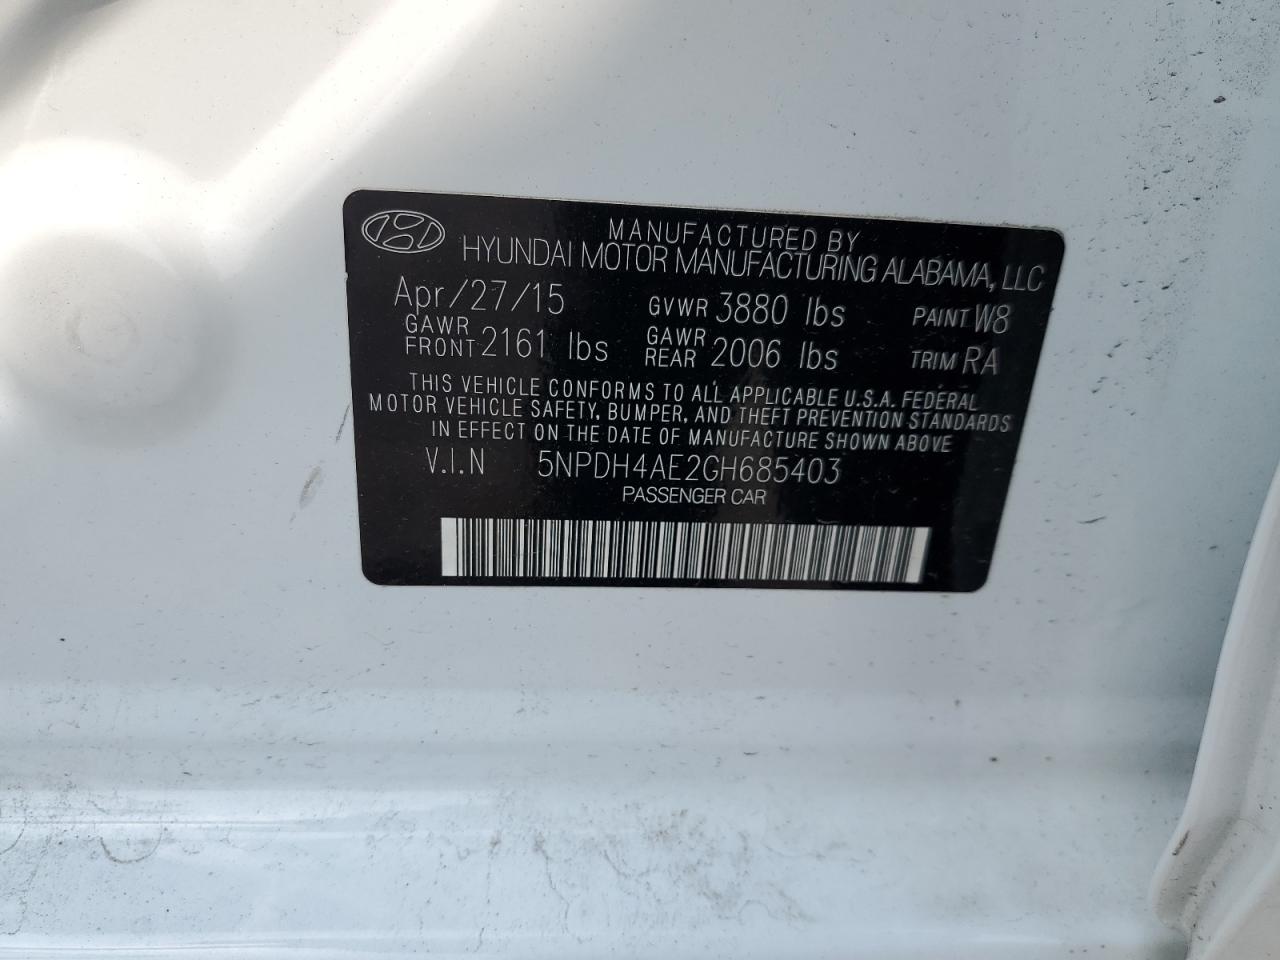 MANUFACTURED BY
HYUNDAI MOTOR MANUFACTURING ALABAMA, LLC
Apr/27/15 GVWR 3880 lbs PAINT W8
GAWR FRONT 2161 lbs GAWR REAR 2006 lbs TRIM RA
THIS VEHICLE CONFORMS TO ALL APPLICABLE U.S.A. FEDERAL
MOTOR VEHICLE SAFETY, BUMPER, AND THEFT PREVENTION STANDARDS
IN EFFECT ON THE DATE OF MANUFACTURE SHOWN ABOVE
V.I.N 5NPDH4AE2GH685403
PASSENGER CAR